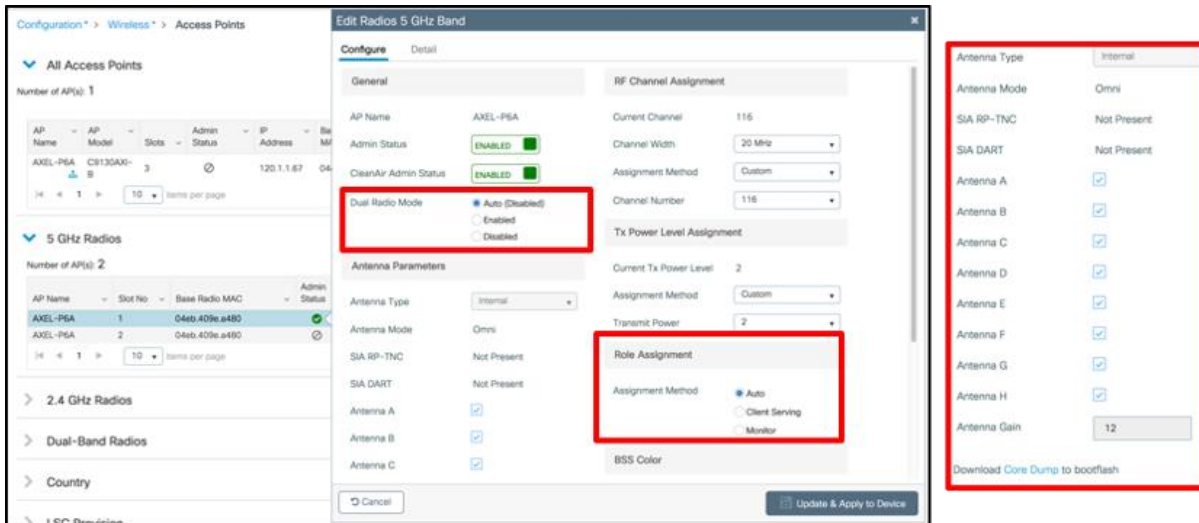 Configuration > Wireless > Access Points
All Access Points
Number of AP(s): 1
AP Name AP Model Slots Admin Status IP Address
AXEL-P6A C9130AXI-B 3 120.1.1.67
1 10 items per page
5 GHz Radios
Number of AP(s): 2
AP Name Slot No Base Radio MAC Admin Status
AXEL-P6A 1 04eb.409e.a480
AXEL-P6A 2 04eb.409e.a480
1 10 items per page
2.4 GHz Radios
Dual-Band Radios
Country
LSC Provision
Edit Radios 5 GHz Band
Configure Detail
General
AP Name AXEL-P6A
Admin Status ENABLED
CleanAir Admin Status ENABLED
Dual Radio Mode Auto (Disabled)
Enabled
Disabled
Antenna Parameters
Antenna Type Internal
Antenna Mode Omni
SIA RP-TNC Not Present
SIA DART Not Present
Antenna A
Antenna B
Antenna C
RF Channel Assignment
Current Channel 116
Channel Width 20 MHz
Assignment Method Custom
Channel Number 116
Tx Power Level Assignment
Current Tx Power Level 2
Assignment Method Custom
Transmit Power 2
Role Assignment
Assignment Method Auto
Client Serving
Monitor
BSS Color
Cancel
Update & Apply to Device
Antenna Type Internal
Antenna Mode Omni
SIA RP-TNC Not Present
SIA DART Not Present
Antenna A
Antenna B
Antenna C
Antenna D
Antenna E
Antenna F
Antenna G
Antenna H
Antenna Gain 12
Download Core Dump to bootflash